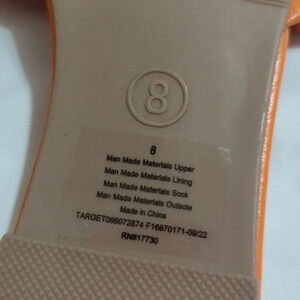 8
8
Man Made Materials Upper
Man Made Materials Lining
Man Made Materials Sock
Man Made Materials Outsole
Made in China
TARGET096072874 F16870171-09/22
RN#17730